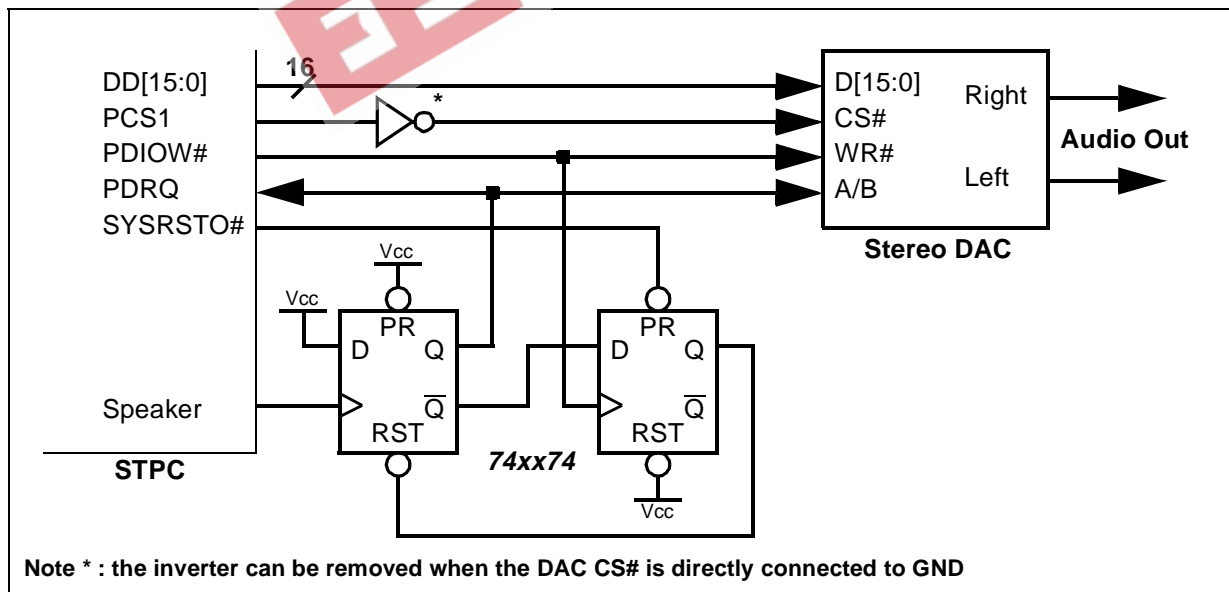 16
*
DD[15:0]
PCS1
PDIOW#
PDRQ
SYSRSTO#
Speaker
STPC
D[15:0]
CS#
WR#
A/B
Right
Left
Audio Out
Stereo DAC
Vcc
Vcc
PR
D
Q
Q
RST
74xx74
PR
D
Q
Q
RST
Vcc
Note * : the inverter can be removed when the DAC CS# is directly connected to GND